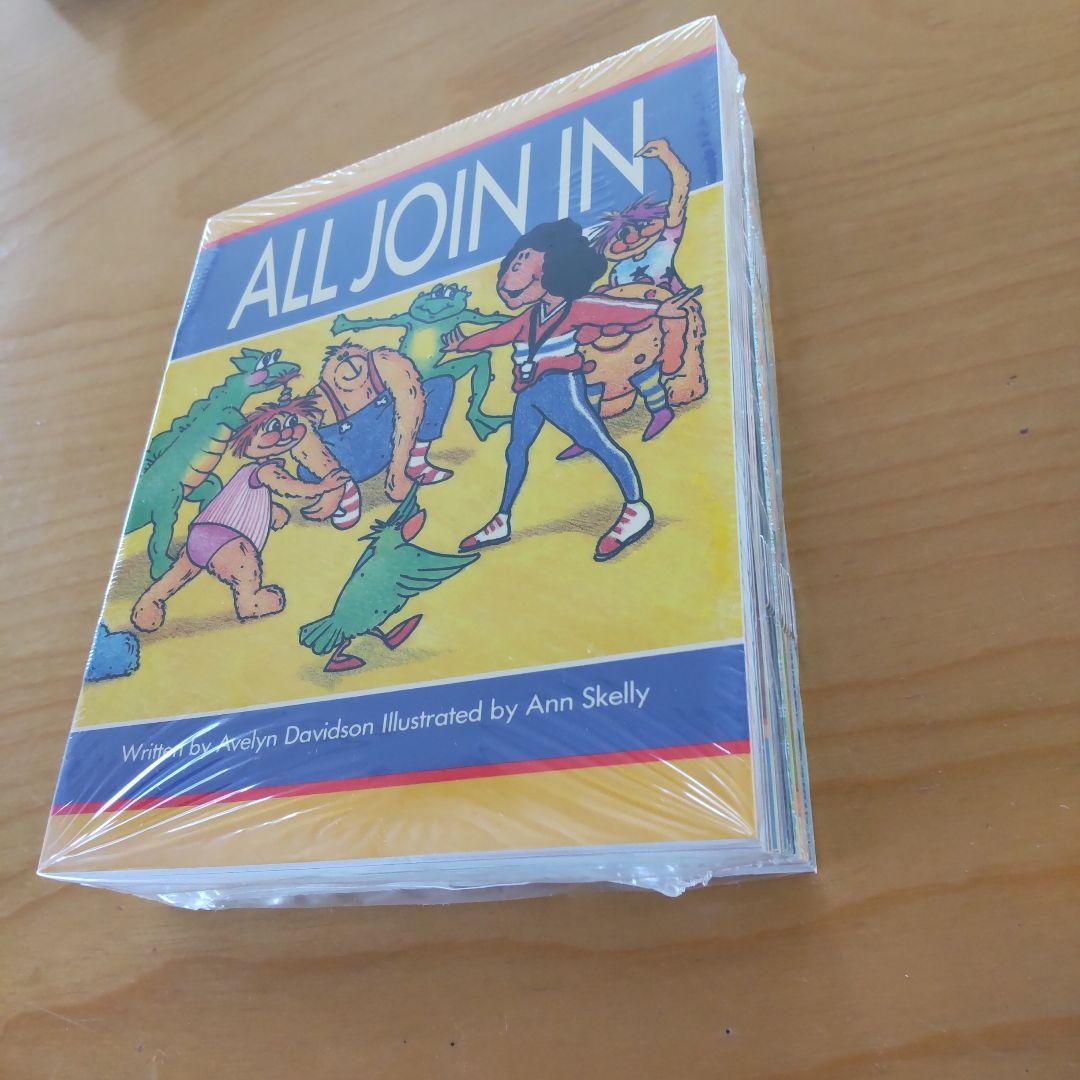 ALL JOIN IN
Written by Avelyn Davidson Illustrated by Ann Skelly